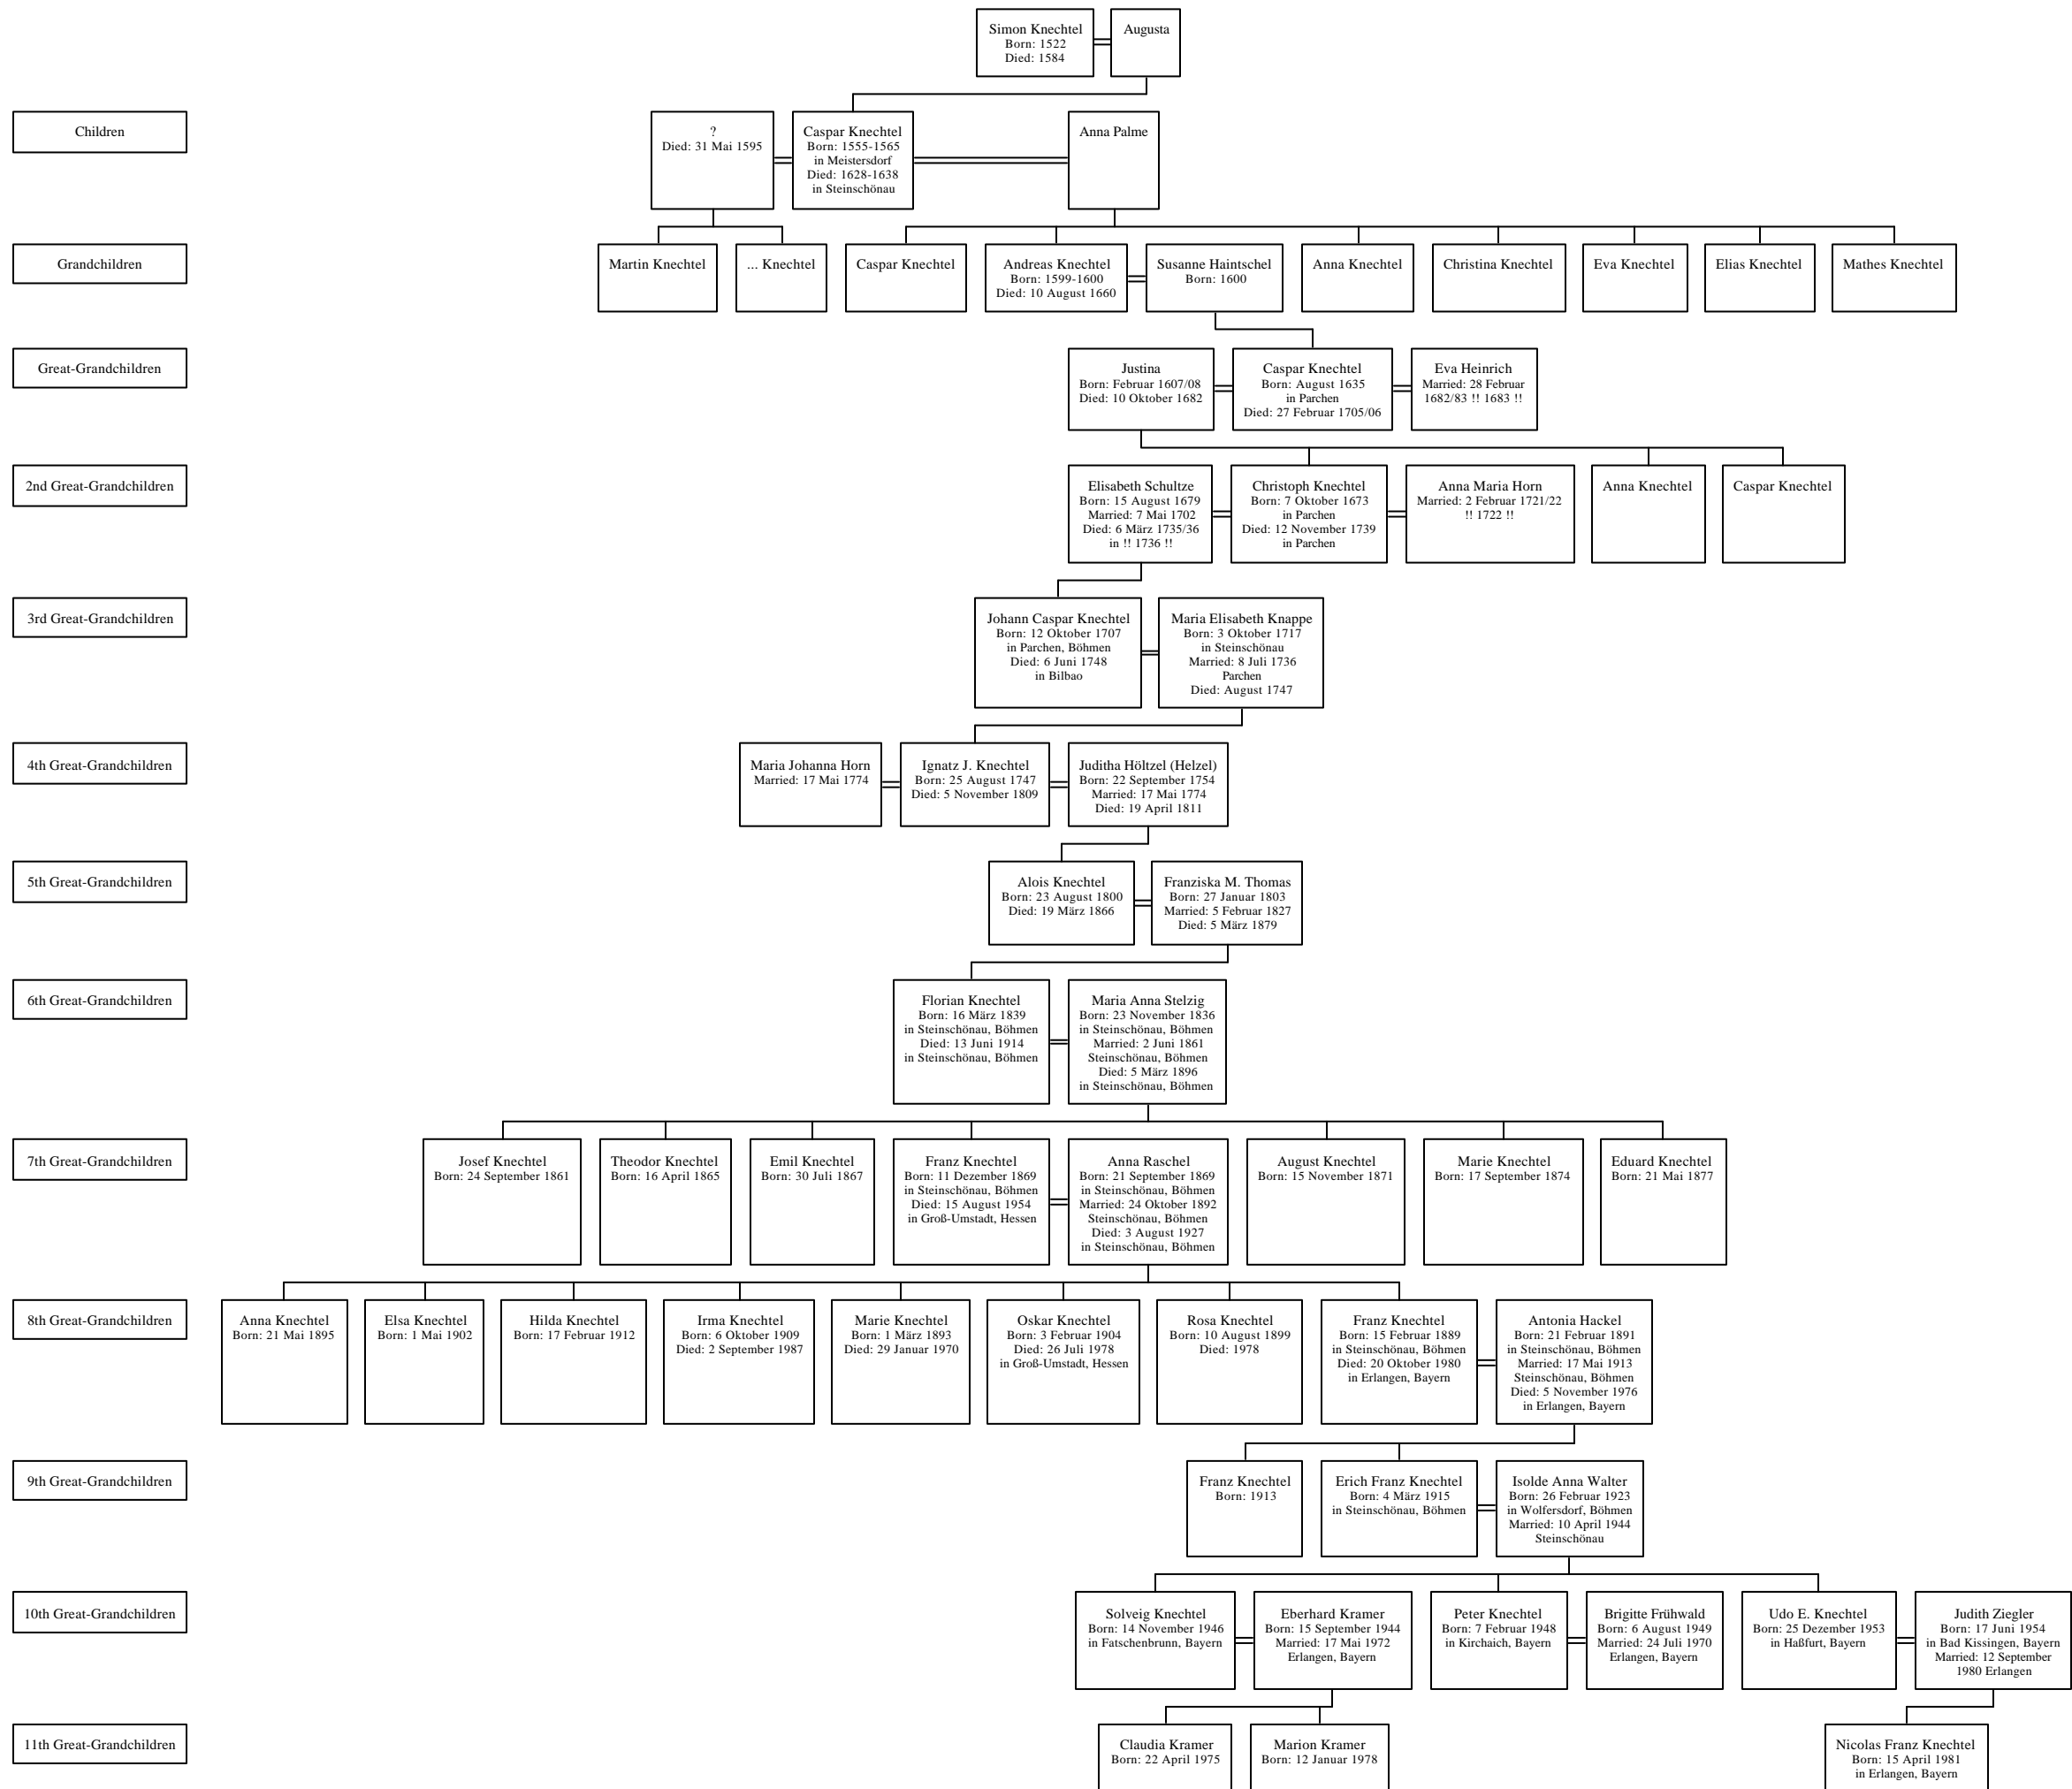 Simon Knechtel
Born: 1522
Died: 1584
Augusta
Children
?
Died: 31 Mai 1595
Caspar Knechtel
Born: 1555-1565
in Meistersdorf
Died: 1628-1638
in Steinschönau
Anna Palme
Grandchildren
Martin Knechtel
... Knechtel
Caspar Knechtel
Andreas Knechtel
Born: 1599-1600
Died: 10 August 1660
Susanne Haintschel
Born: 1600
Anna Knechtel
Christina Knechtel
Eva Knechtel
Elias Knechtel
Mathes Knechtel
Great-Grandchildren
Justina
Born: Februar 1607/08
Died: 10 Oktober 1682
Caspar Knechtel
Born: August 1635
in Parchen
Died: 27 Februar 1705/06
Eva Heinrich
Married: 28 Februar
1682/83 !! 1683 !!
2nd Great-Grandchildren
Elisabeth Schultze
Born: 15 August 1679
Married: 7 Mai 1702
Died: 6 März 1735/36
in !! 1736 !!
Christoph Knechtel
Born: 7 Oktober 1673
in Parchen
Died: 12 November 1739
in Parchen
Anna Maria Horn
Married: 2 Februar 1721/22
!! 1722 !!
Anna Knechtel
Caspar Knechtel
3rd Great-Grandchildren
Johann Caspar Knechtel
Born: 12 Oktober 1707
in Parchen, Böhmen
Died: 6 Juni 1748
in Bilbao
Maria Elisabeth Knappe
Born: 3 Oktober 1717
in Steinschönau
Married: 8 Juli 1736
Parchen
Died: August 1747
4th Great-Grandchildren
Maria Johanna Horn
Married: 17 Mai 1774
Ignatz J. Knechtel
Born: 25 August 1747
Died: 5 November 1809
Juditha Höltzel (Helzel)
Born: 22 September 1754
Married: 17 Mai 1774
Died: 19 April 1811
5th Great-Grandchildren
Alois Knechtel
Born: 23 August 1800
Died: 19 März 1866
Franziska M. Thomas
Born: 27 Januar 1803
Married: 5 Februar 1827
Died: 5 März 1879
6th Great-Grandchildren
Florian Knechtel
Born: 16 März 1839
in Steinschönau, Böhmen
Died: 13 Juni 1914
in Steinschönau, Böhmen
Maria Anna Stelzig
Born: 23 November 1836
in Steinschönau, Böhmen
Married: 2 Juni 1861
Steinschönau, Böhmen
Died: 5 März 1896
in Steinschönau, Böhmen
7th Great-Grandchildren
Josef Knechtel
Born: 24 September 1861
Theodor Knechtel
Born: 16 April 1865
Emil Knechtel
Born: 30 Juli 1867
Franz Knechtel
Born: 11 Dezember 1869
in Steinschönau, Böhmen
Died: 15 August 1954
in Groß-Umstadt, Hessen
Anna Raschel
Born: 21 September 1869
in Steinschönau, Böhmen
Married: 24 Oktober 1892
Steinschönau, Böhmen
Died: 3 August 1927
in Steinschönau, Böhmen
August Knechtel
Born: 15 November 1871
Marie Knechtel
Born: 17 September 1874
Eduard Knechtel
Born: 21 Mai 1877
8th Great-Grandchildren
Anna Knechtel
Born: 21 Mai 1895
Elsa Knechtel
Born: 1 Mai 1902
Hilda Knechtel
Born: 17 Februar 1912
Irma Knechtel
Born: 6 Oktober 1909
Died: 2 September 1987
Marie Knechtel
Born: 1 März 1893
Died: 29 Januar 1970
Oskar Knechtel
Born: 3 Februar 1904
Died: 26 Juli 1978
in Groß-Umstadt, Hessen
Rosa Knechtel
Born: 10 August 1899
Died: 1978
Franz Knechtel
Born: 15 Februar 1889
in Steinschönau, Böhmen
Died: 20 Oktober 1980
in Erlangen, Bayern
Antonia Hackel
Born: 21 Februar 1891
in Steinschönau, Böhmen
Married: 17 Mai 1913
Steinschönau, Böhmen
Died: 5 November 1976
in Erlangen, Bayern
9th Great-Grandchildren
Franz Knechtel
Born: 1913
Erich Franz Knechtel
Born: 4 März 1915
in Steinschönau, Böhmen
Isolde Anna Walter
Born: 26 Februar 1923
in Wolfersdorf, Böhmen
Married: 10 April 1944
Steinschönau
10th Great-Grandchildren
Solveig Knechtel
Born: 14 November 1946
in Fatschenbrunn, Bayern
Eberhard Kramer
Born: 15 September 1944
Married: 17 Mai 1972
Erlangen, Bayern
Peter Knechtel
Born: 7 Februar 1948
in Kirchaich, Bayern
Brigitte Frühwald
Born: 6 August 1949
Married: 24 Juli 1970
Erlangen, Bayern
Udo E. Knechtel
Born: 25 Dezember 1953
in Haßfurt, Bayern
Judith Ziegler
Born: 17 Juni 1954
in Bad Kissingen, Bayern
Married: 12 September
1980 Erlangen
11th Great-Grandchildren
Claudia Kramer
Born: 22 April 1975
Marion Kramer
Born: 12 Januar 1978
Nicolas Franz Knechtel
Born: 15 April 1981
in Erlangen, Bayern